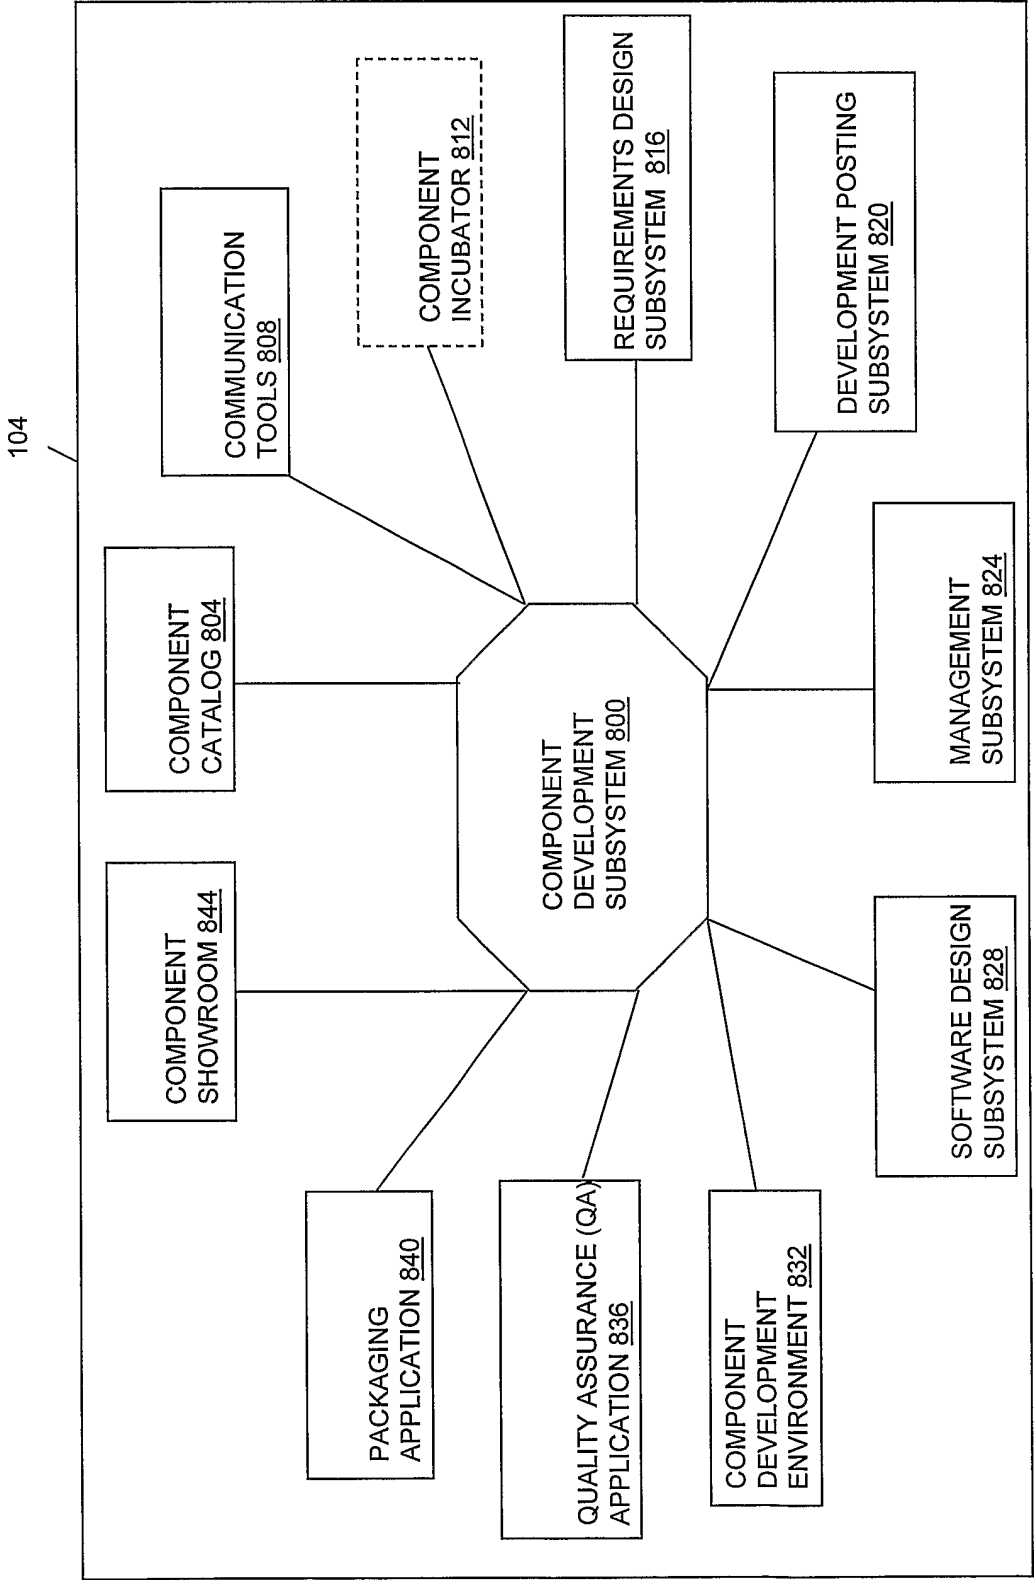 104
COMPONENT
SHOWROOM 844
COMPONENT
CATALOG 804
COMMUNICATION
TOOLS 808
PACKAGING
APPLICATION 840
COMPONENT
INCUBATOR 812
COMPONENT
DEVELOPMENT
SUBSYSTEM 800
QUALITY ASSURANCE (QA)
APPLICATION 836
REQUIREMENTS DESIGN
SUBSYSTEM 816
COMPONENT
DEVELOPMENT
ENVIRONMENT 832
DEVELOPMENT POSTING
SUBSYSTEM 820
SOFTWARE DESIGN
SUBSYSTEM 828
MANAGEMENT
SUBSYSTEM 824